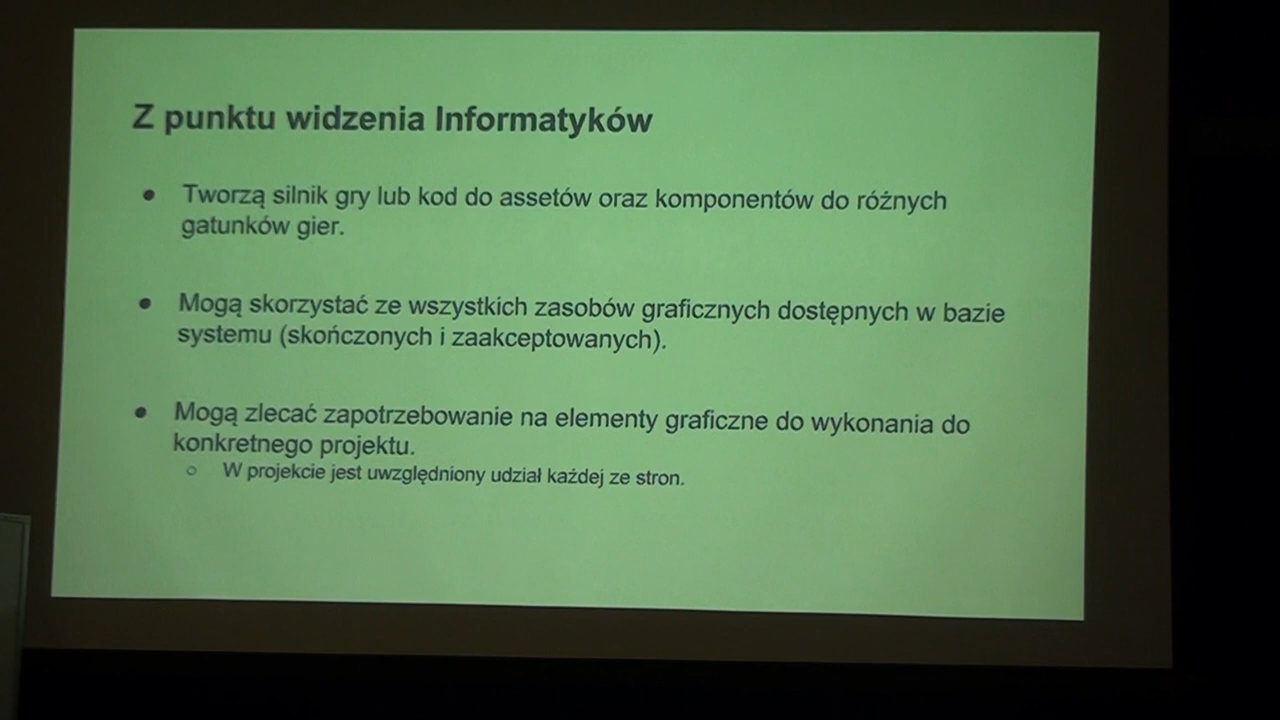 Z punktu widzenia Informatyków
● Tworzą silnik gry lub kod do assetów oraz komponentów do różnych
gatunków gier.
● Mogą skorzystać ze wszystkich zasobów graficznych dostępnych w bazie
systemu (skończonych i zaakceptowanych).
● Mogą zlecać zapotrzebowanie na elementy graficzne do wykonania do
konkretnego projektu.
○ W projekcie jest uwzględniony udział każdej ze stron.